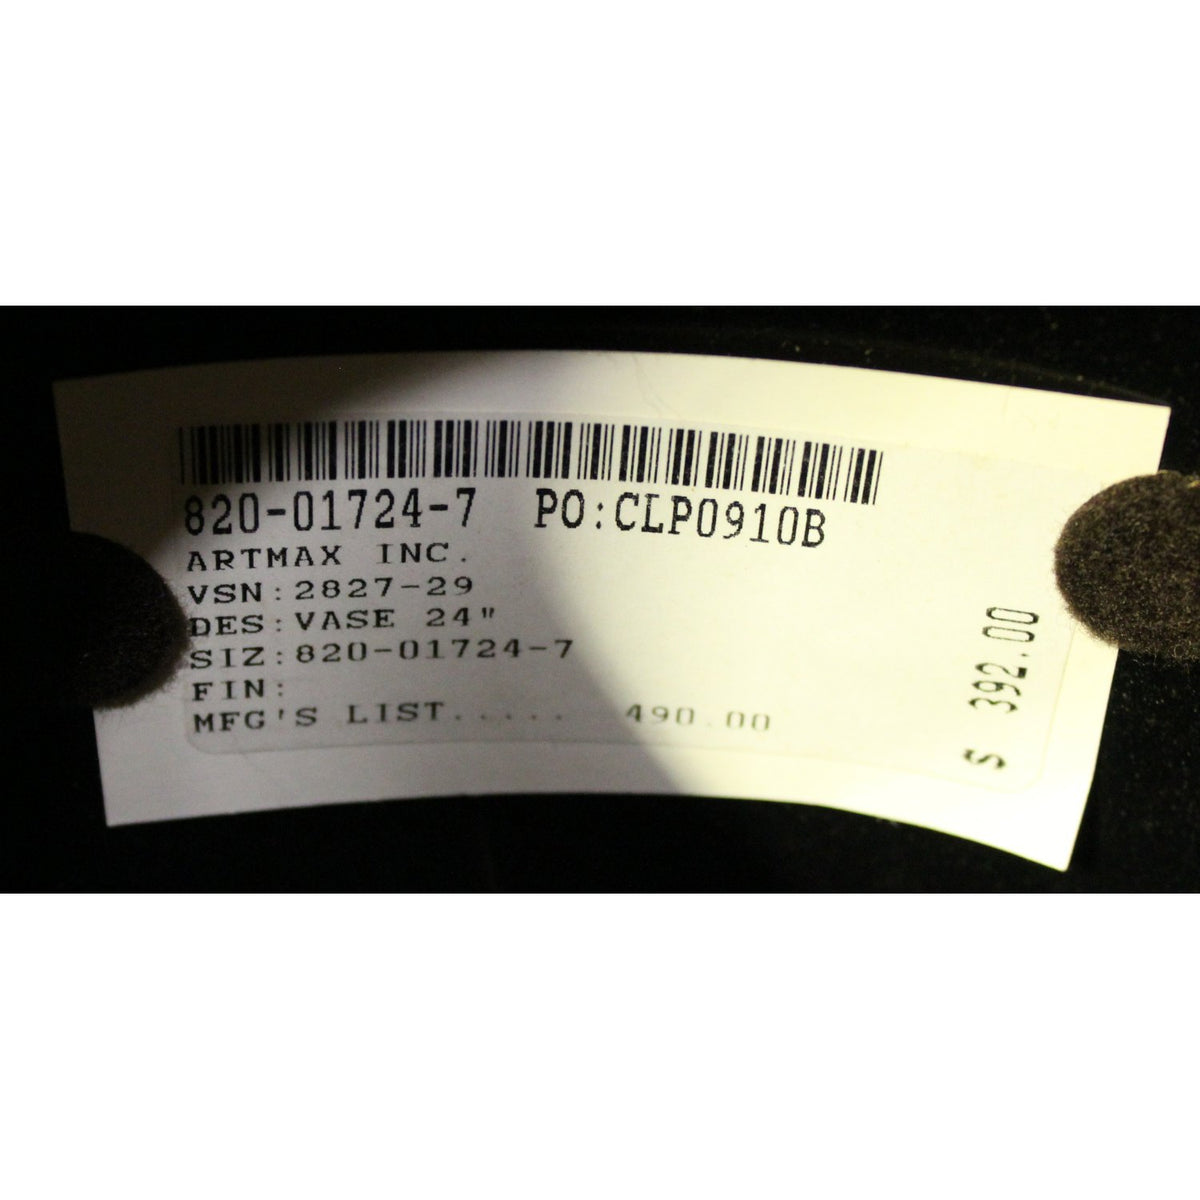 820-01724-7 PO:CLP0910B
ARTMAX INC.
VSN:2827-29
DES:VASE 24"
SIZ:820-01724-7
FIN:
MFG'S LIST..... 490.00
$ 392.00